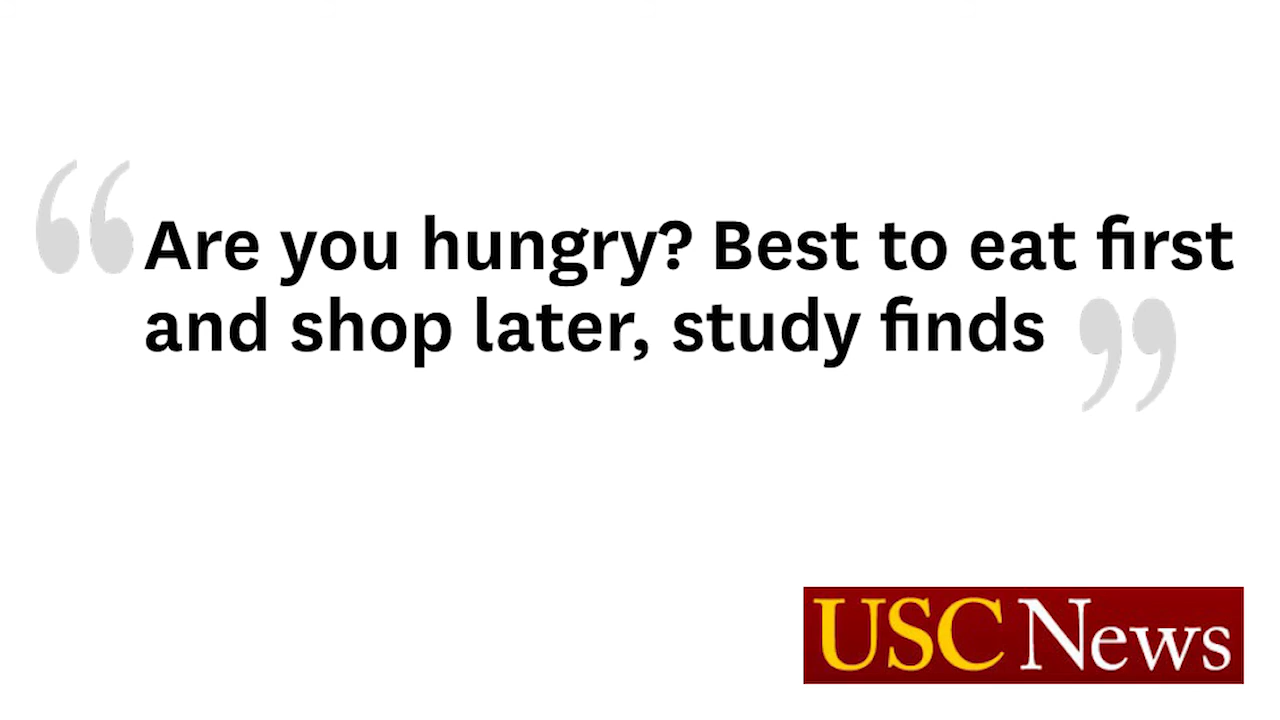 “Are you hungry? Best to eat first
and shop later, study finds”
USC News